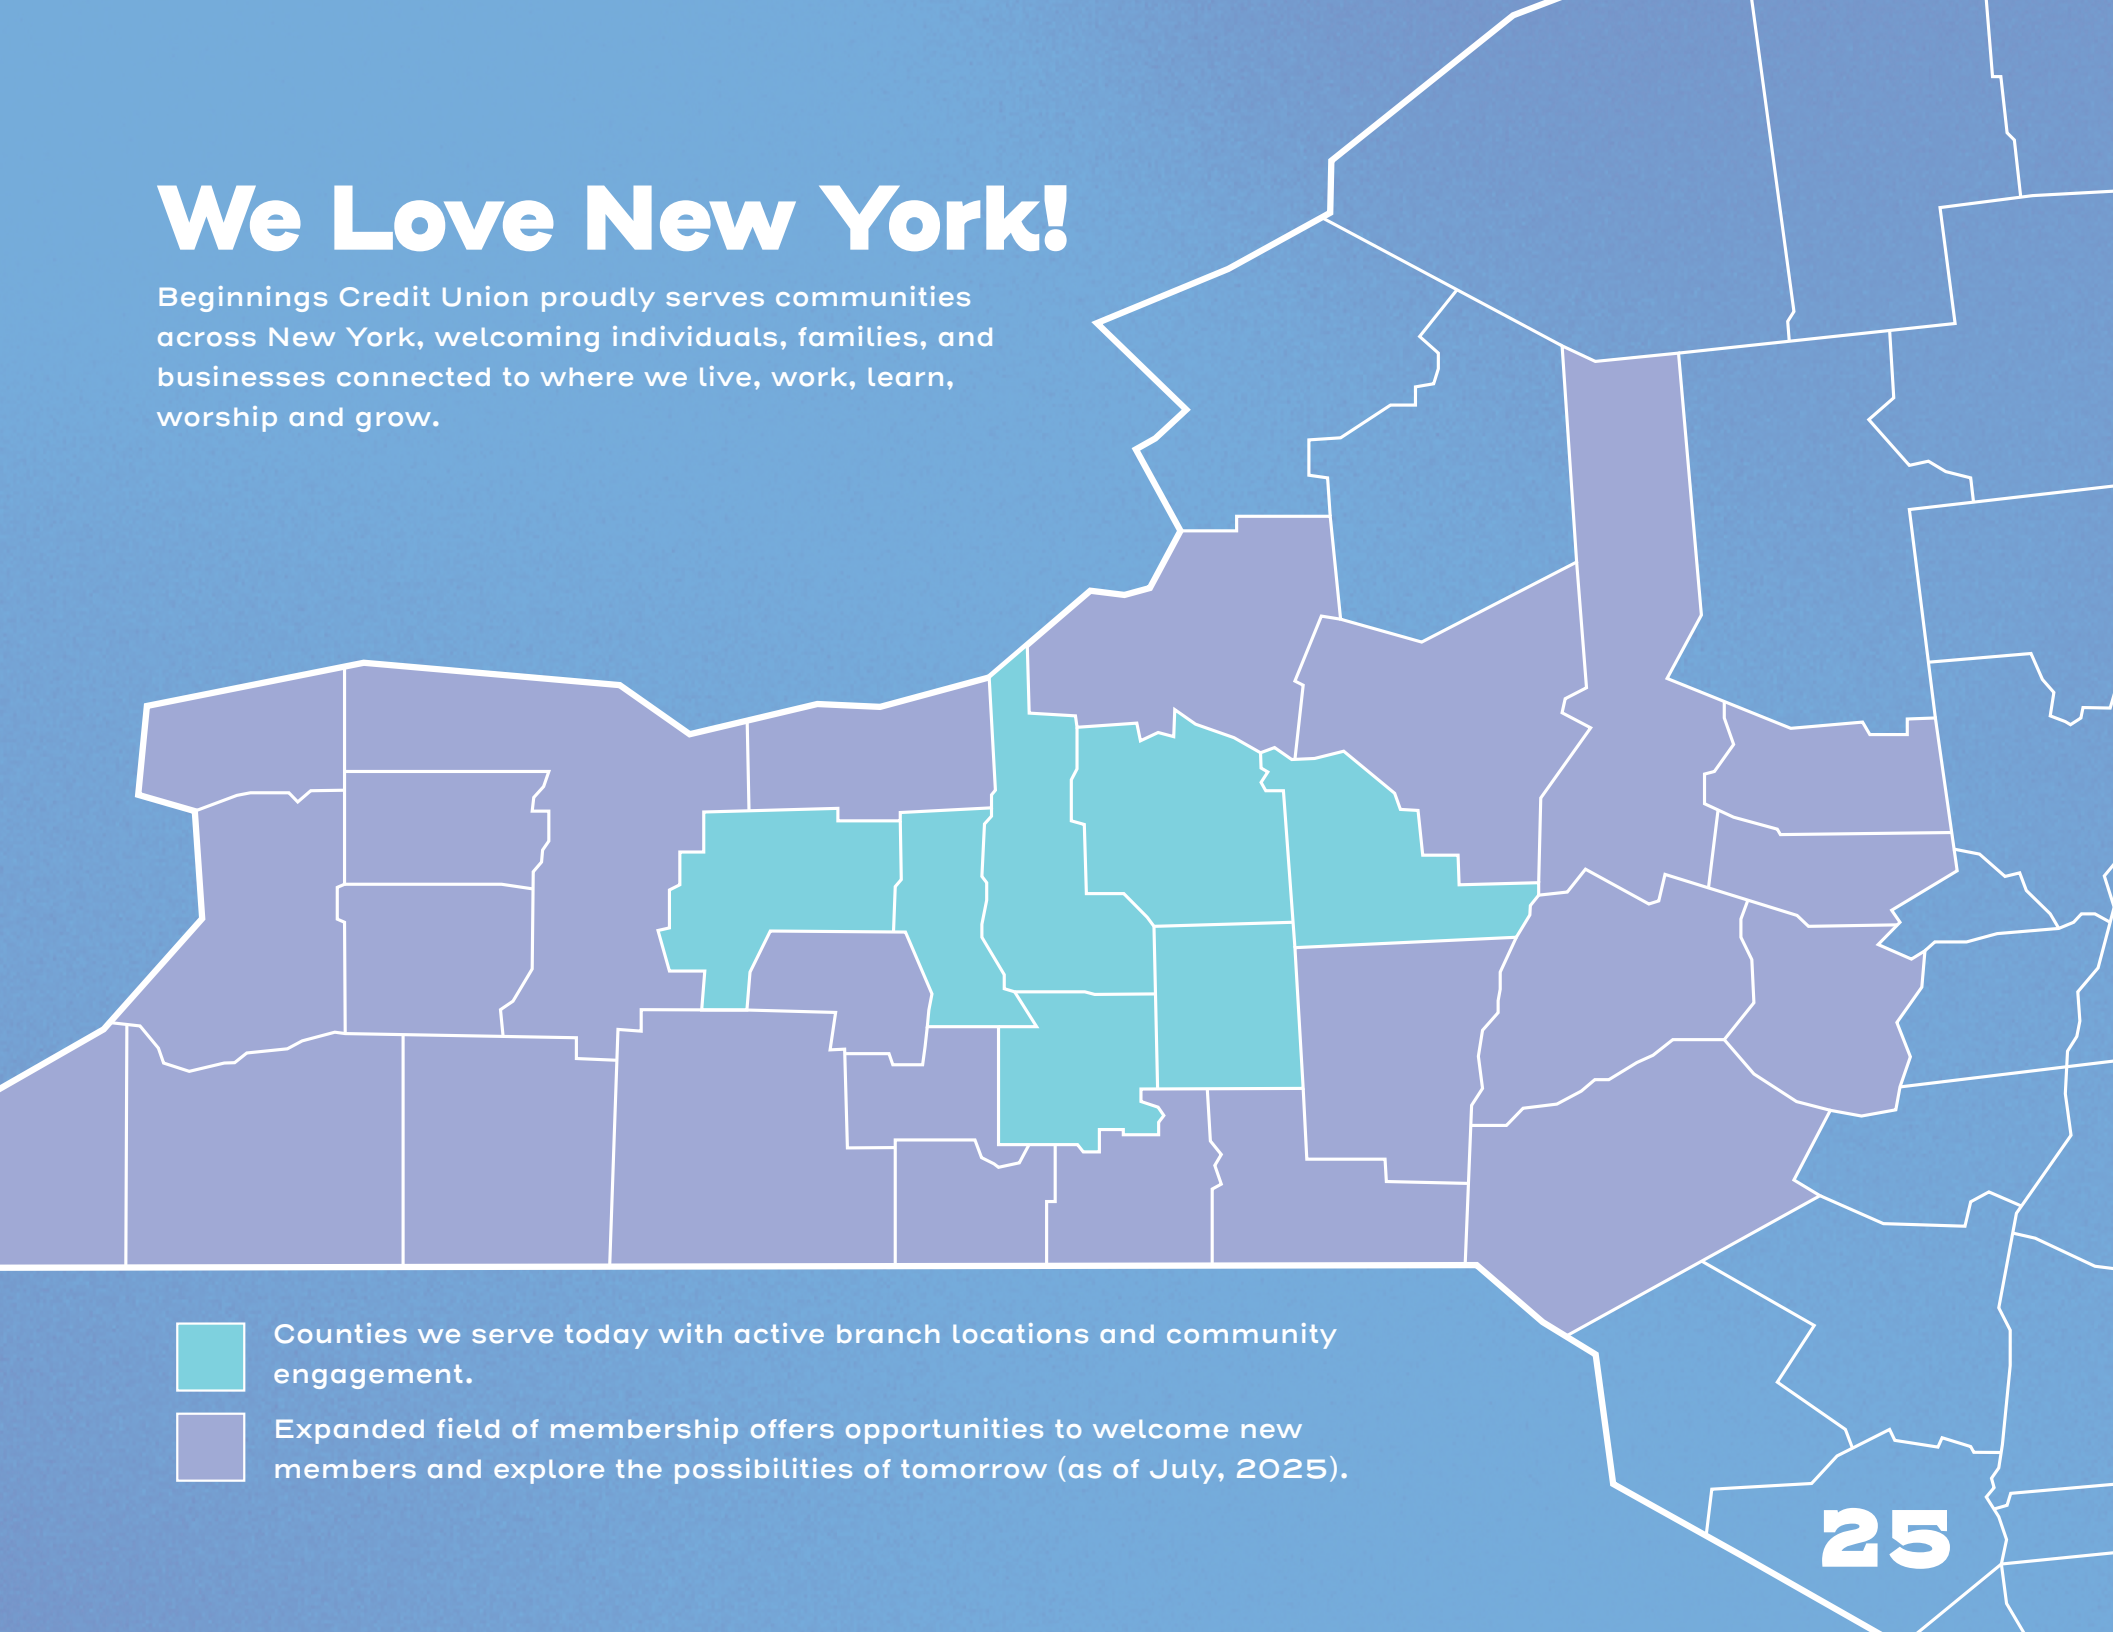 We Love New York!
Beginnings Credit Union proudly serves communities
across New York, welcoming individuals, families, and
businesses connected to where we live, work, learn,
worship and grow.
Counties we serve today with active branch locations and community
engagement.
Expanded field of membership offers opportunities to welcome new
members and explore the possibilities of tomorrow (as of July, 2025).
25